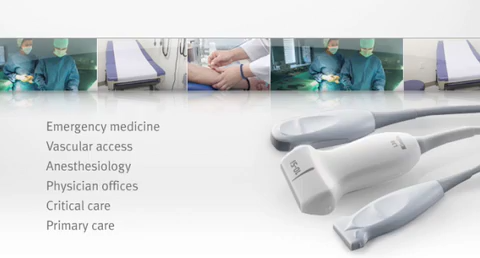 Emergency medicine
Vascular access
Anesthesiology
Physician offices
Critical care
Primary care